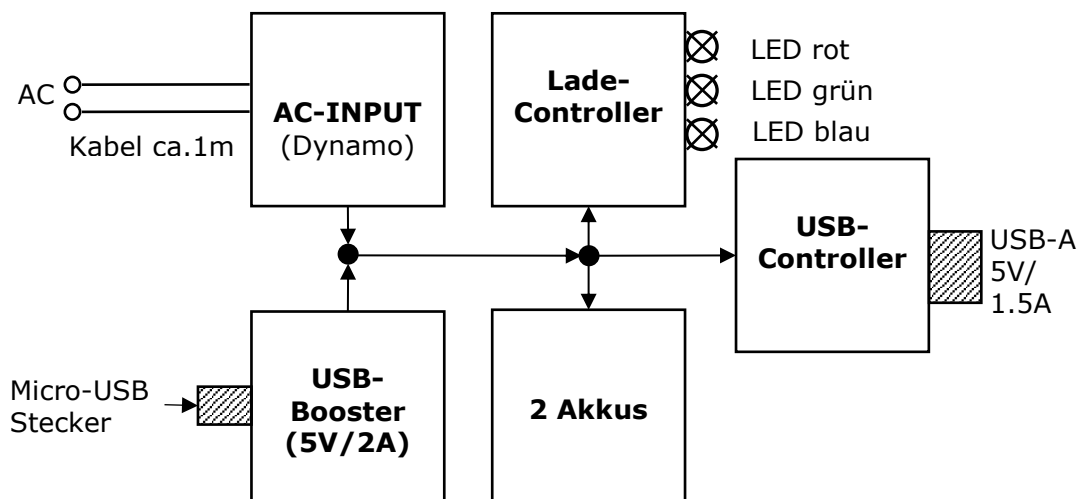 AC
Kabel ca.1m
AC-INPUT
(Dynamo)
Lade-
Controller
LED rot
LED grün
LED blau
USB-
Controller
USB-A
5V/
1.5A
Micro-USB
Stecker
USB-
Booster
(5V/2A)
2 Akkus